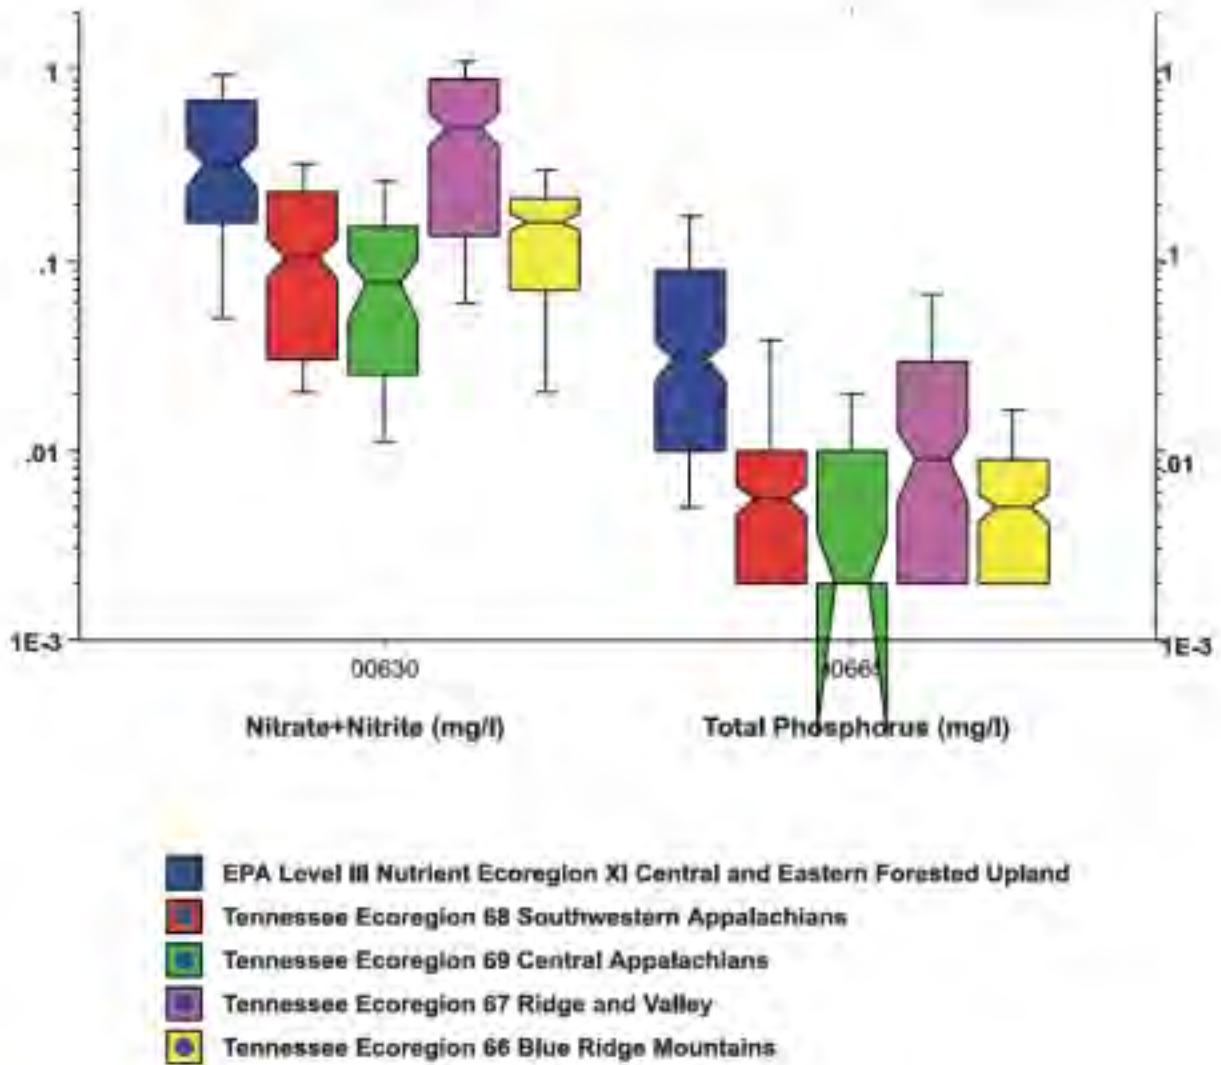 1 1
.1 .1
.01 .01
1E-3 1E-3
00630 00665
Nitrate+Nitrite (mg/l) Total Phosphorus (mg/l)
EPA Level III Nutrient Ecoregion XI Central and Eastern Forested Upland
Tennessee Ecoregion 68 Southwestern Appalachians
Tennessee Ecoregion 69 Central Appalachians
Tennessee Ecoregion 67 Ridge and Valley
Tennessee Ecoregion 66 Blue Ridge Mountains